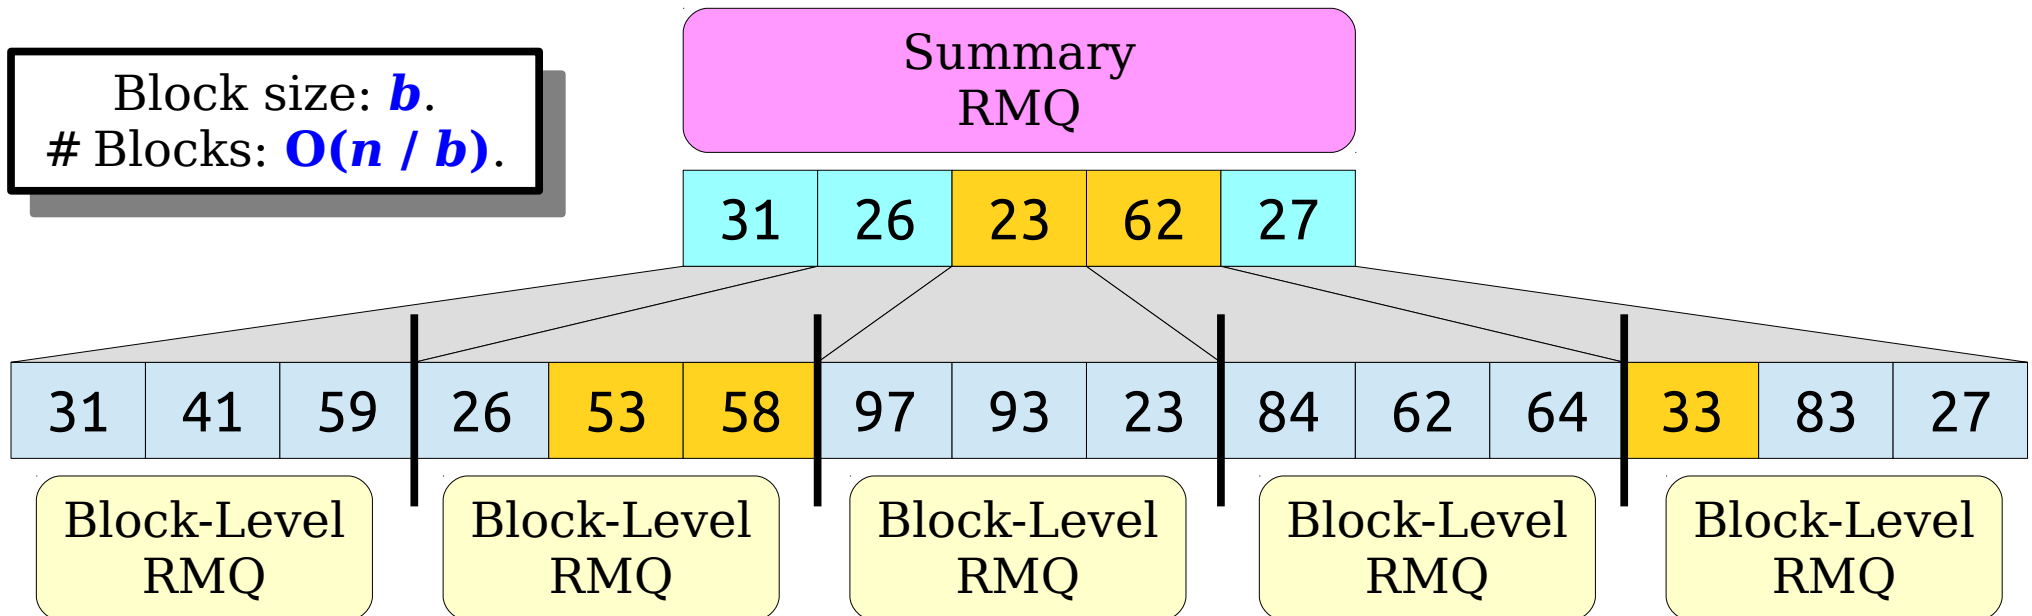 Summary
RMQ
Block size: b.
# Blocks: O(n / b).
31 26 23 62 27
31 41 59 26 53 58 97 93 23 84 62 64 33 83 27
Block-Level
RMQ
Block-Level
RMQ
Block-Level
RMQ
Block-Level
RMQ
Block-Level
RMQ